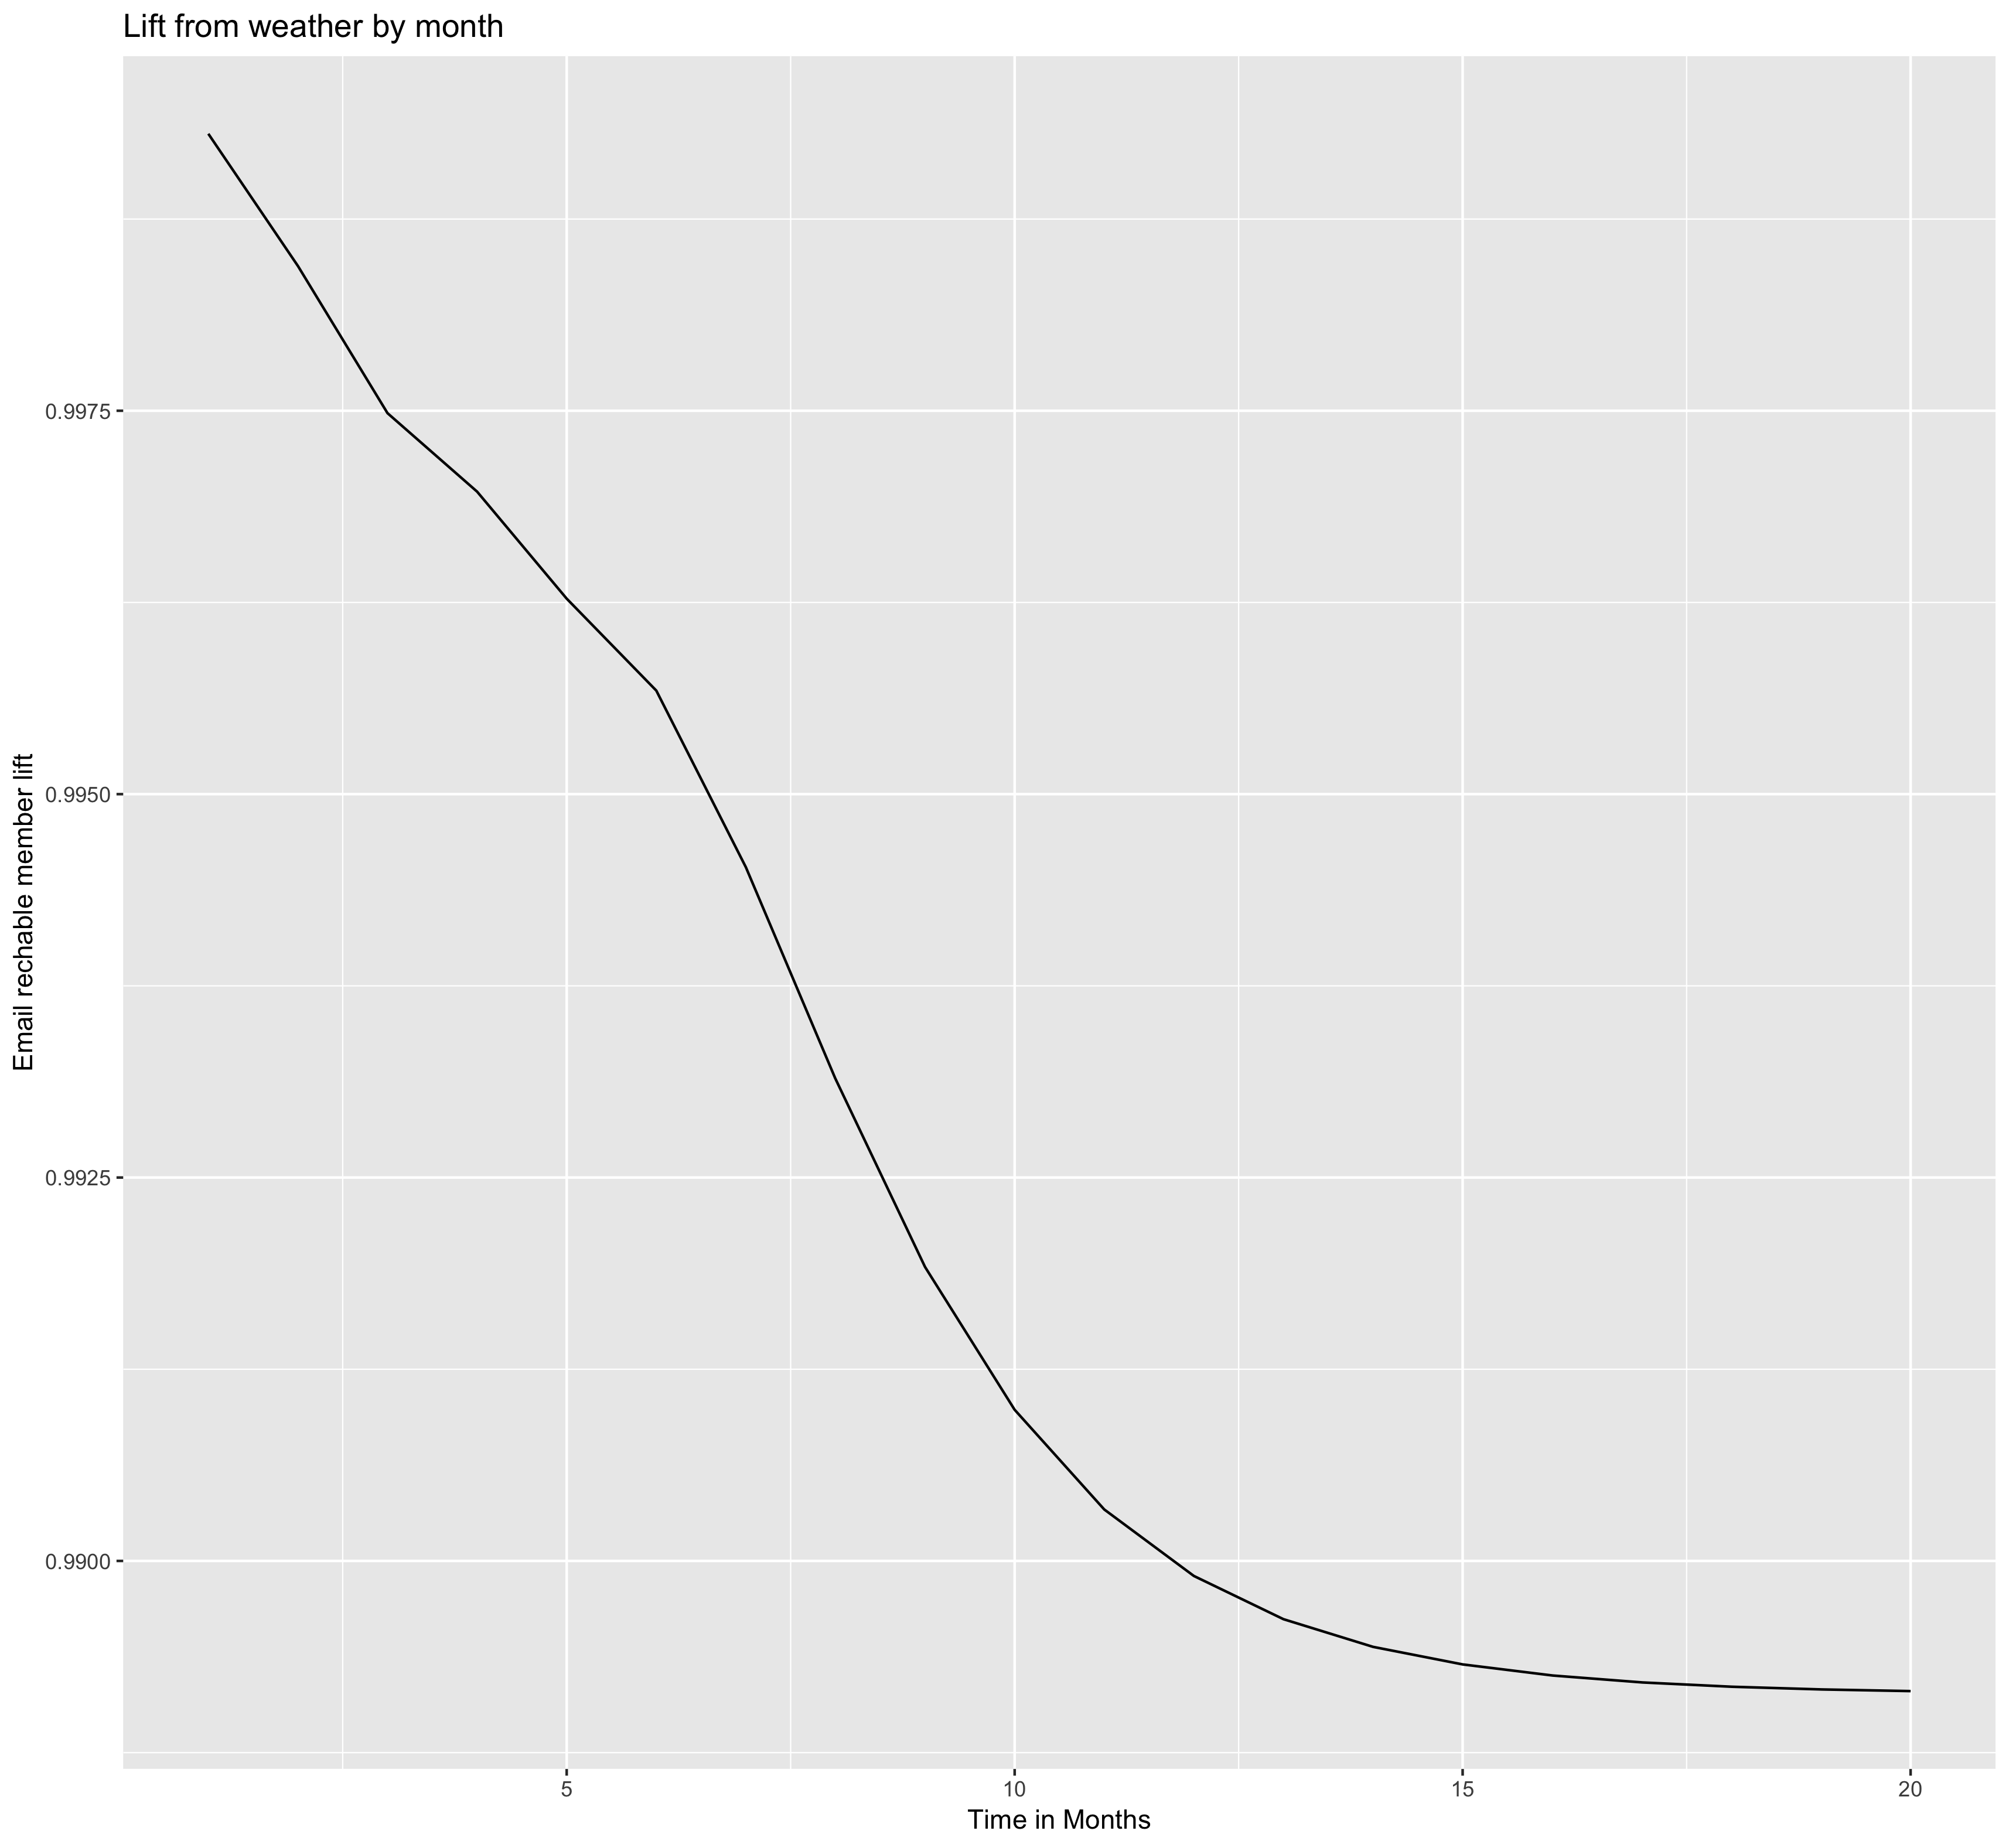 Lift from weather by month
Email rechable member lift
0.9975
0.9950
0.9925
0.9900
5 10 15 20
Time in Months